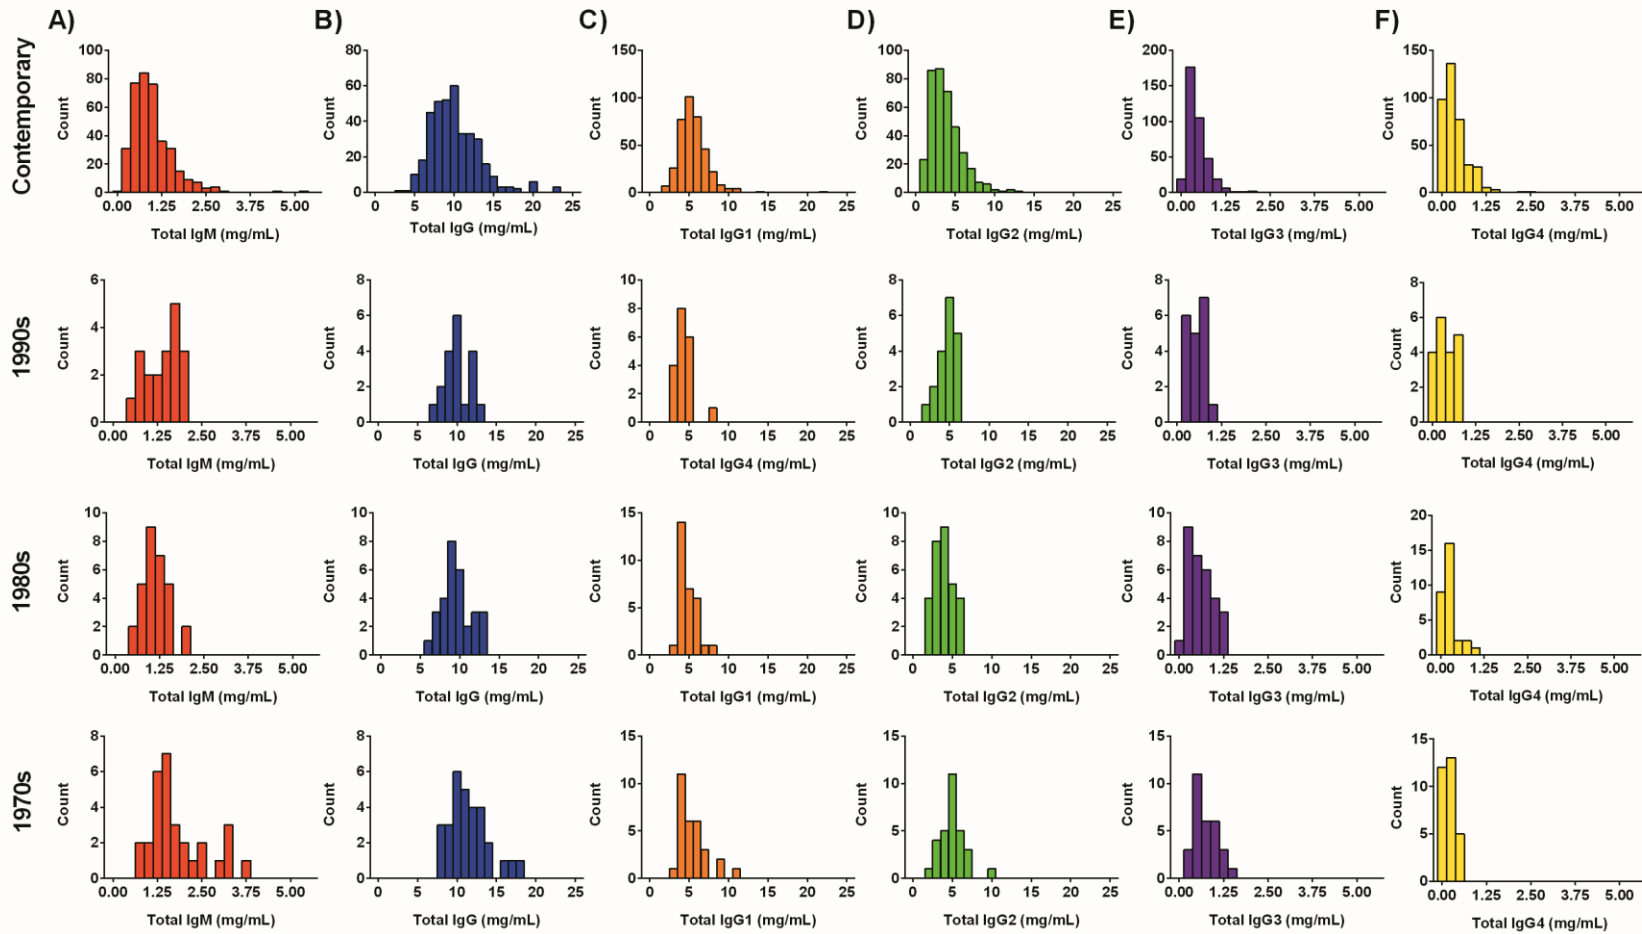 A) B) C) D) E) F)
Contemporary
100 80 150 100 200 150
80 60 100 80 150 100
60 40 50 60 100 50
40 20 0 40 50 0
20 0 20 0
0 0
Count Count Count Count Count Count
0.00 1.25 2.50 3.75 5.00 0 5 10 15 20 25 0 5 10 15 20 25 0 5 10 15 20 25 0.00 1.25 2.50 3.75 5.00 0.00 1.25 2.50 3.75 5.00
Total IgM (mg/mL) Total IgG (mg/mL) Total IgG1 (mg/mL) Total IgG2 (mg/mL) Total IgG3 (mg/mL) Total IgG4 (mg/mL)
1990s
6 8 10 8 8 8
4 6 8 6 6 6
2 4 6 4 4 4
0 2 4 2 2 2
0 2 0 0 0
0
Count Count Count Count Count Count
0.00 1.25 2.50 3.75 5.00 0 5 10 15 20 25 0 5 10 15 20 25 0 5 10 15 20 25 0.00 1.25 2.50 3.75 5.00 0.00 1.25 2.50 3.75 5.00
Total IgM (mg/mL) Total IgG (mg/mL) Total IgG4 (mg/mL) Total IgG2 (mg/mL) Total IgG3 (mg/mL) Total IgG4 (mg/mL)
1980s
10 10 15 10 10 20
8 8 10 8 8 15
6 6 5 6 6 10
4 4 0 4 4 5
2 2 2 2 0
0 0 0 0
Count Count Count Count Count Count
0.00 1.25 2.50 3.75 5.00 0 5 10 15 20 25 0 5 10 15 20 25 0 5 10 15 20 25 0.00 1.25 2.50 3.75 5.00 0.00 1.25 2.50 3.75 5.00
Total IgM (mg/mL) Total IgG (mg/mL) Total IgG1 (mg/mL) Total IgG2 (mg/mL) Total IgG3 (mg/mL) Total IgG4 (mg/mL)
1970s
8 8 15 15 15 15
6 6 10 10 10 10
4 4 5 5 5 5
2 2 0 0 0 0
0 0
Count Count Count Count Count Count
0.00 1.25 2.50 3.75 5.00 0 5 10 15 20 25 0 5 10 15 20 25 0 5 10 15 20 25 0.00 1.25 2.50 3.75 5.00 0.00 1.25 2.50 3.75 5.00
Total IgM (mg/mL) Total IgG (mg/mL) Total IgG1 (mg/mL) Total IgG2 (mg/mL) Total IgG3 (mg/mL) Total IgG4 (mg/mL)